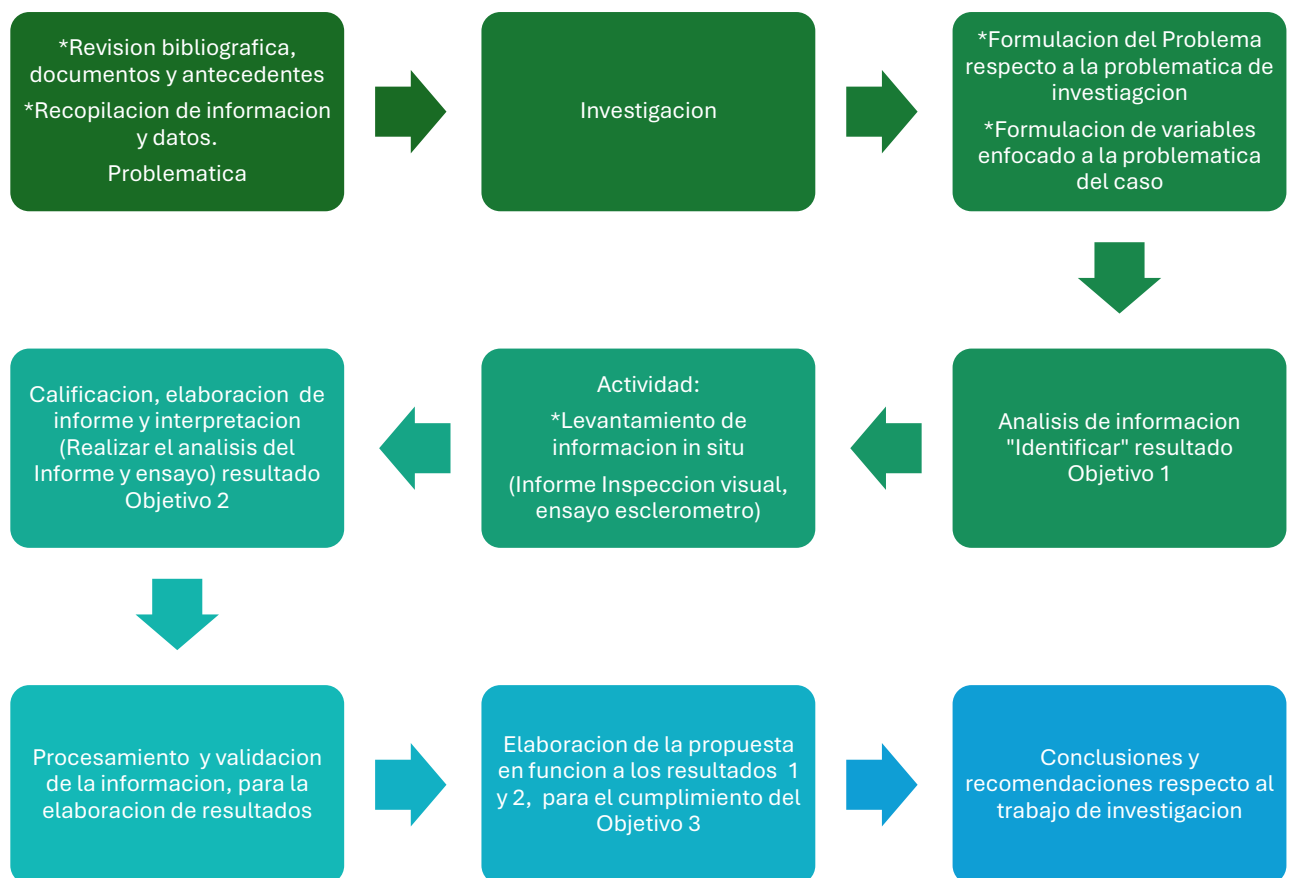 *Revision bibliografica,
documentos y antecedentes
*Recopilacion de informacion
y datos.
Problematica
Investigacion
*Formulacion del Problema
respecto a la problematica de
investiagcion
*Formulacion de variables
enfocado a la problematica
del caso
Analisis de informacion
"Identificar" resultado
Objetivo 1
Actividad:
*Levantamiento de
informacion in situ
(Informe Inspeccion visual,
ensayo esclerometro)
Calificacion, elaboracion de
informe y interpretacion
(Realizar el analisis del
Informe y ensayo) resultado
Objetivo 2
Procesamiento y validacion
de la informacion, para la
elaboracion de resultados
Elaboracion de la propuesta
en funcion a los resultados 1
y 2, para el cumplimiento del
Objetivo 3
Conclusiones y
recomendaciones respecto al
trabajo de investigacion